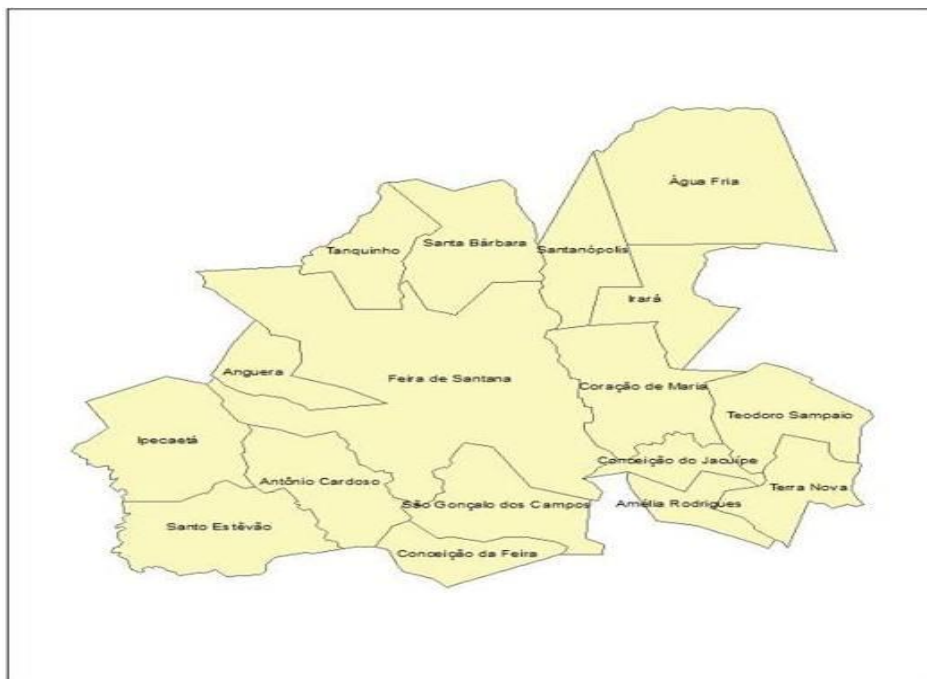 Água Fria
Santa Bárbara
Tanquinho
Santanópolis
Irará
Anguera
Feira de Santana
Coração de Maria
Teodoro Sampaio
Ipecaetá
Conceição do Jacuípe
Antônio Cardoso
Terra Nova
São Gonçalo dos Campos
Amélia Rodrigues
Santo Estêvão
Conceição da Feira